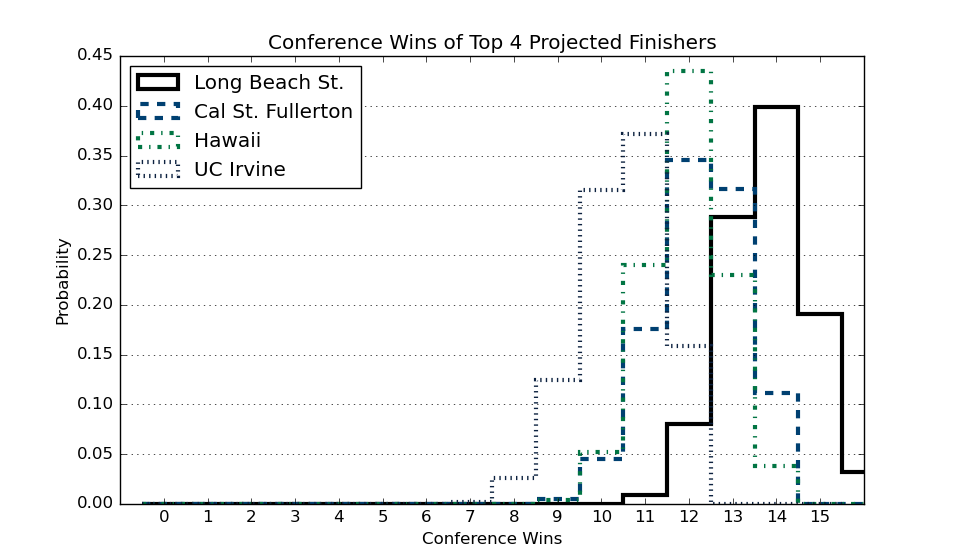 Conference Wins of Top 4 Projected Finishers
Long Beach St.
Cal St. Fullerton
Hawaii
UC Irvine
Probability
0.45
0.40
0.35
0.30
0.25
0.20
0.15
0.10
0.05
0.00
0 1 2 3 4 5 6 7 8 9 10 11 12 13 14 15
Conference Wins